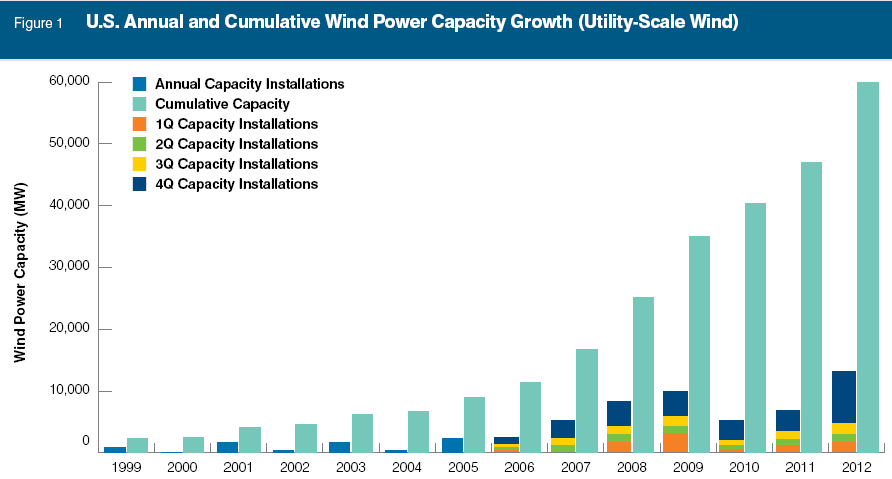 Figure 1 U.S. Annual and Cumulative Wind Power Capacity Growth (Utility-Scale Wind)
Wind Power Capacity (MW)
60,000
50,000
40,000
30,000
20,000
10,000
0
Annual Capacity Installations
Cumulative Capacity
1Q Capacity Installations
2Q Capacity Installations
3Q Capacity Installations
4Q Capacity Installations
1999 2000 2001 2002 2003 2004 2005 2006 2007 2008 2009 2010 2011 2012